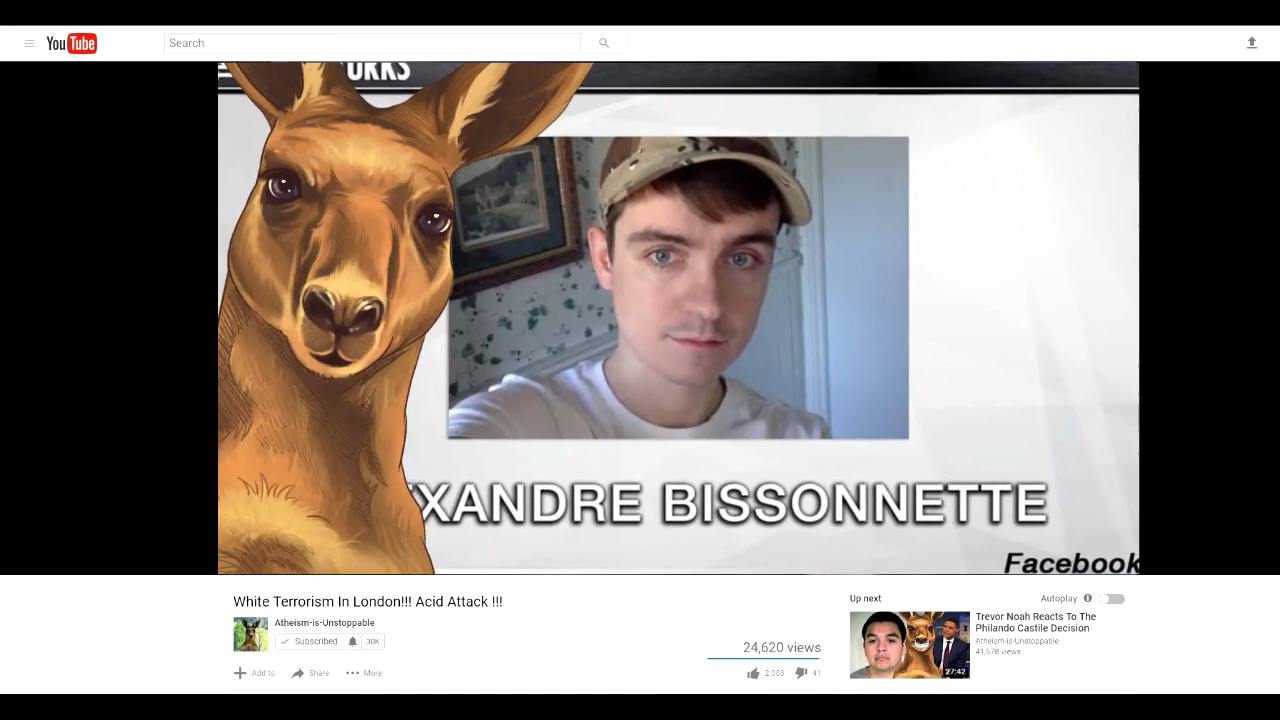 YouTube
Search
ORKS
XANDRE BISSONNETTE
Facebook
White Terrorism In London!!! Acid Attack !!!
Atheism-is-Unstoppable
Subscribed 30K
24,620 views
Add to Share More 2,003 41
Up next Autoplay
Trevor Noah Reacts To The
Philando Castile Decision
Atheism-is-Unstoppable
41,578 views
27:42